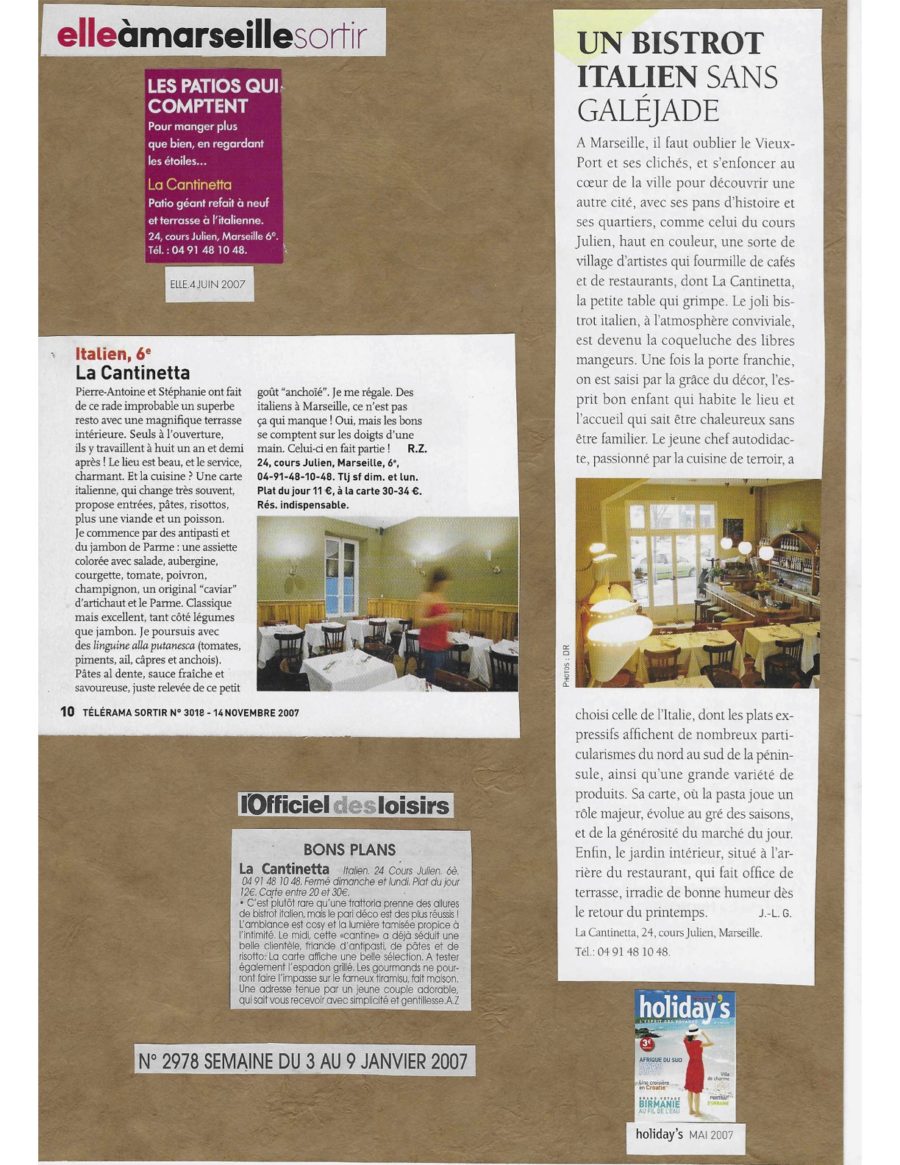 elleàmarseillesortir
LES PATIOS QUI
COMPTENT
Pour manger plus
que bien, en regardant
les étoiles...
La Cantinetta
Patio géant refait à neuf
et terrasse à l'italienne.
24, cours Julien, Marseille 6e.
Tél. : 04 91 48 10 48.
ELLE.4 JUIN 2007
Italien, 6e
La Cantinetta
Pierre-Antoine et Stéphanie ont fait
de ce rade improbable un superbe
resto avec une magnifique terrasse
intérieure. Seuls à l'ouverture,
ils y travaillent à huit un an et demi
après ! Le lieu est beau, et le service,
charmant. Et la cuisine ? Une carte
italienne, qui change très souvent,
propose entrées, pâtes, risottos,
plus une viande et un poisson.
Je commence par des antipasti et
du jambon de Parme : une assiette
colorée avec salade, aubergine,
courgette, tomate, poivron,
champignon, un original "caviar"
d'artichaut et le Parme. Classique
mais excellent, tant côté légumes
que jambon. Je poursuis avec
des linguine alla putanesca (tomates,
piments, ail, câpres et anchois).
Pâtes al dente, sauce fraîche et
savoureuse, juste relevée de ce petit
goût "anchoïé". Je me régale. Des
italiens à Marseille, ce n'est pas
ça qui manque ! Oui, mais les bons
se comptent sur les doigts d'une
main. Celui-ci en fait partie ! R.Z.
24, cours Julien, Marseille, 6e,
04-91-48-10-48. Tlj sf dim. et lun.
Plat du jour 11 €, à la carte 30-34 €.
Rés. indispensable.
10 TÉLÉRAMA SORTIR N° 3018 - 14 NOVEMBRE 2007
l'Officiel des loisirs
BONS PLANS
La Cantinetta Italien. 24 Cours Julien. 6è.
04 91 48 10 48. Fermé dimanche et lundi. Plat du jour
12€. Carte entre 20 et 30€.
• C'est plutôt rare qu'une trattoria prenne des allures
de bistrot italien, mais le pari déco est des plus réussis !
L'ambiance est cosy et la lumière tamisée propice à
l'intimité. Le midi, cette «cantine» a déjà séduit une
belle clientèle, friande d'antipasti, de pâtes et de
risotto. La carte affiche une belle sélection. A tester
également l'espadon grillé. Les gourmands ne pour-
ront faire l'impasse sur le fameux tiramisu, fait maison.
Une adresse tenue par un jeune couple adorable,
qui sait vous recevoir avec simplicité et gentillesse.A.Z
N° 2978 SEMAINE DU 3 AU 9 JANVIER 2007
UN BISTROT
ITALIEN SANS
GALÉJADE
A Marseille, il faut oublier le Vieux-
Port et ses clichés, et s'enfoncer au
cœur de la ville pour découvrir une
autre cité, avec ses pans d'histoire et
ses quartiers, comme celui du cours
Julien, haut en couleur, une sorte de
village d'artistes qui fourmille de cafés
et de restaurants, dont La Cantinetta,
la petite table qui grimpe. Le joli bis-
trot italien, à l'atmosphère conviviale,
est devenu la coqueluche des libres
mangeurs. Une fois la porte franchie,
on est saisi par la grâce du décor, l'es-
prit bon enfant qui habite le lieu et
l'accueil qui sait être chaleureux sans
être familier. Le jeune chef autodidac-
te, passionné par la cuisine de terroir, a
PHOTOS : DR
choisi celle de l'Italie, dont les plats ex-
pressifs affichent de nombreux parti-
cularismes du nord au sud de la pénin-
sule, ainsi qu'une grande variété de
produits. Sa carte, où la pasta joue un
rôle majeur, évolue au gré des saisons,
et de la générosité du marché du jour.
Enfin, le jardin intérieur, situé à l'ar-
rière du restaurant, qui fait office de
terrasse, irradie de bonne humeur dès
le retour du printemps. J.-L. G.
La Cantinetta, 24, cours Julien, Marseille.
Tél.: 04 91 48 10 48.
holiday's
L'ESPRIT DES VOYAGES
3€
AFRIQUE DU SUD
Une croisière
en Croatie
Ville
de charme
GRAND VOYAGE
BIRMANIE
AU FIL DE L'EAU
holiday's MAI 2007